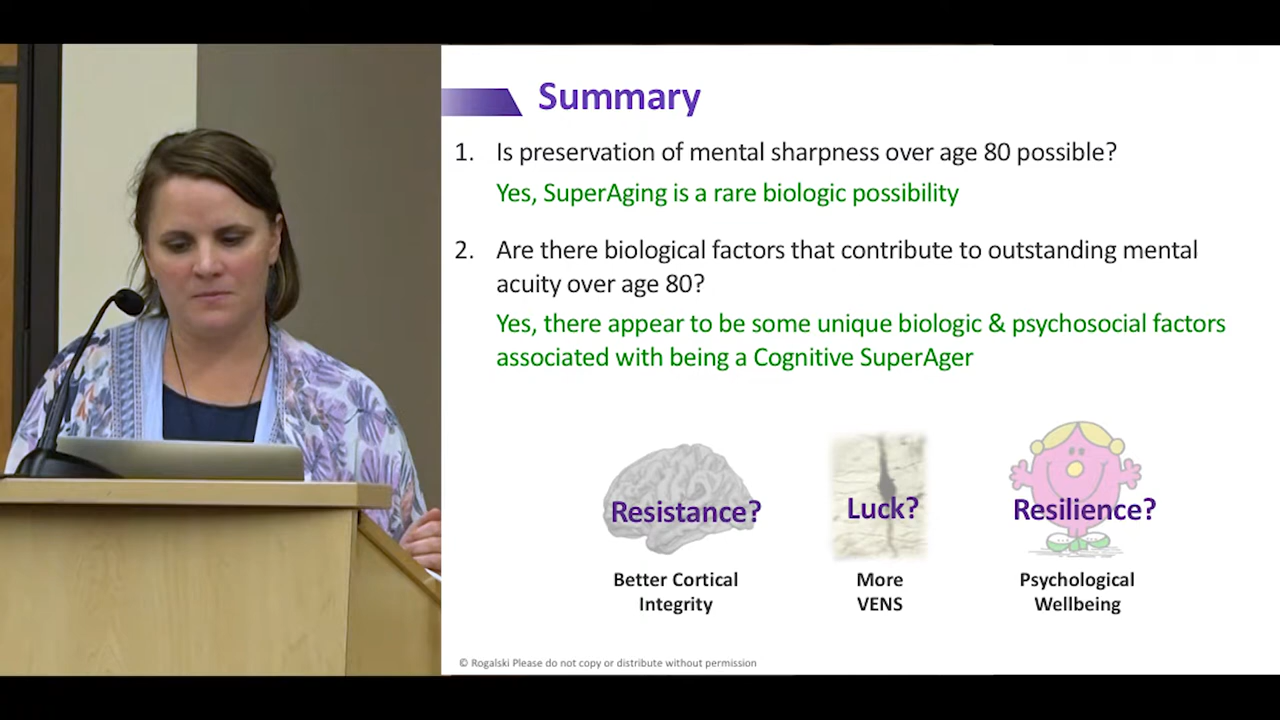 Summary
1. Is preservation of mental sharpness over age 80 possible?
Yes, SuperAging is a rare biologic possibility
2. Are there biological factors that contribute to outstanding mental
acuity over age 80?
Yes, there appear to be some unique biologic & psychosocial factors
associated with being a Cognitive SuperAger
Resistance?
Luck?
Resilience?
Better Cortical
Integrity
More
VENS
Psychological
Wellbeing
© Rogalski Please do not copy or distribute without permission